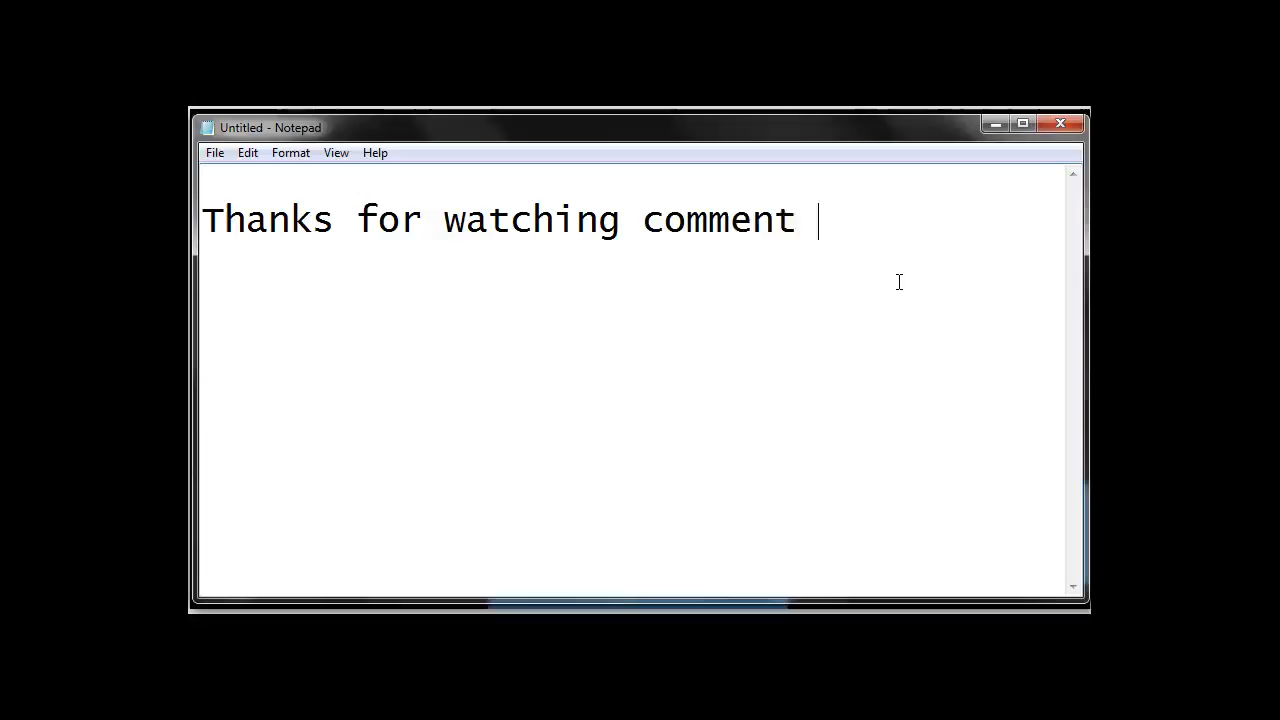 Untitled - Notepad
File Edit Format View Help
Thanks for watching comment